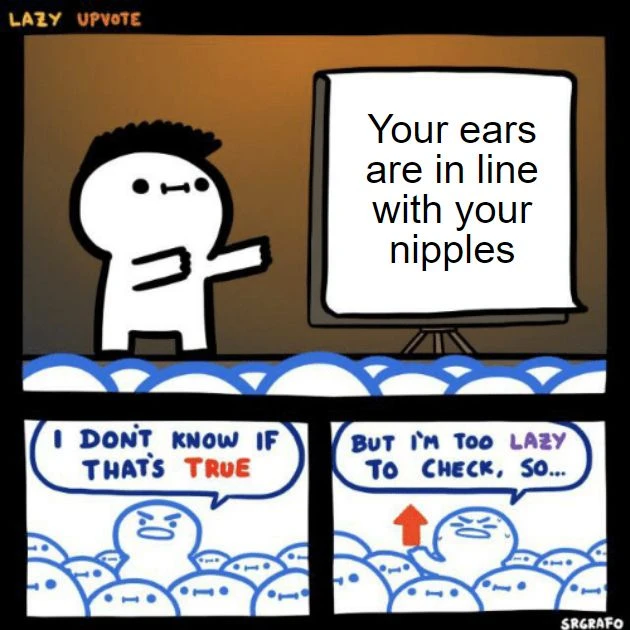 LAZY UPVOTE
Your ears
are in line
with your
nipples
I DON'T KNOW IF
THAT'S TRUE
BUT I'M TOO LAZY
TO CHECK, SO...
SRGRAFO